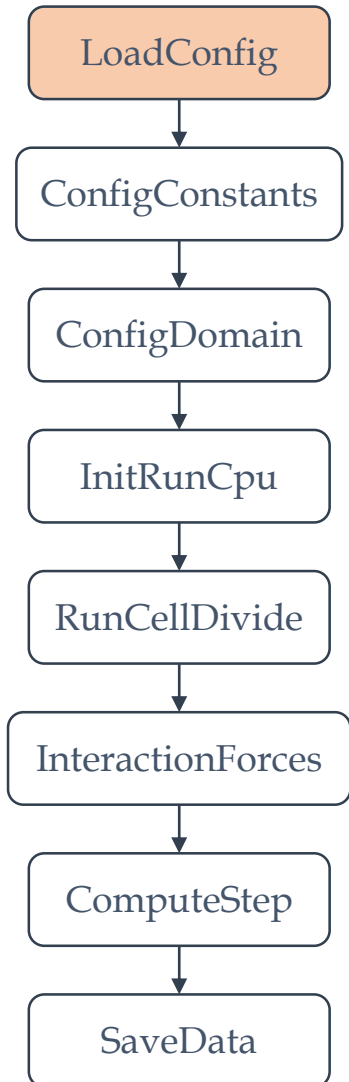 LoadConfig
ConfigConstants
ConfigDomain
InitRunCpu
RunCellDivide
InteractionForces
ComputeStep
SaveData